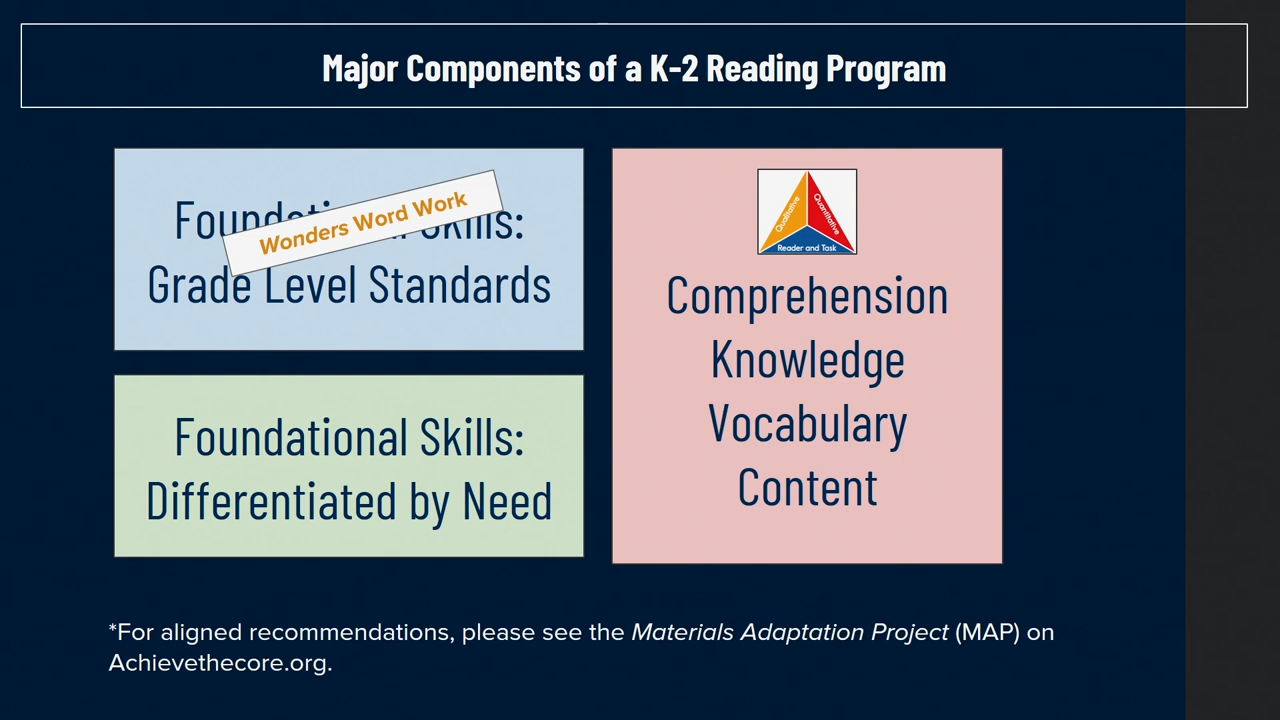 Major Components of a K-2 Reading Program
Foundational Skills:
Wonders Word Work
Grade Level Standards
Foundational Skills:
Differentiated by Need
Qualitative
Quantitative
Reader and Task
Comprehension
Knowledge
Vocabulary
Content
*For aligned recommendations, please see the Materials Adaptation Project (MAP) on
Achievethecore.org.